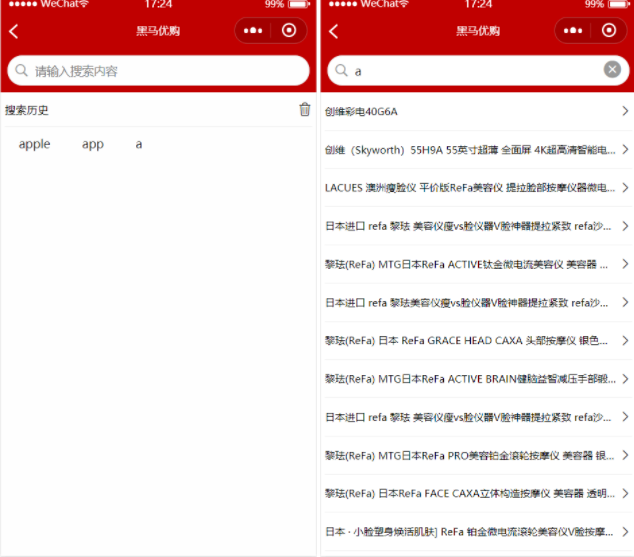 WeChat 17:24 99%
黑马优购
请输入搜索内容
搜索历史
apple app a
WeChat 17:24 99%
黑马优购
a
创维彩电40G6A
创维（Skyworth）55H9A 55英寸超薄 全面屏 4K超高清智能电...
LACUES 澳洲瘦脸仪 平价版ReFa美容仪 提拉脸部按摩仪器微电...
日本进口 refa 黎珐 美容仪瘦vs脸仪器V脸神器提拉紧致 refa沙...
黎珐(ReFa) MTG日本ReFa ACTIVE钛金微电流美容仪 美容器 ...
日本进口 refa 黎珐美容仪瘦vs脸仪器V脸神器提拉紧致 refa沙...
黎珐(ReFa) 日本 ReFa GRACE HEAD CAXA 头部按摩仪 银色...
黎珐(ReFa) MTG日本ReFa ACTIVE BRAIN健脑益智减压手部锻...
日本进口 refa 黎珐 美容仪瘦vs脸仪器V脸神器提拉紧致 refa沙...
黎珐(ReFa) MTG日本ReFa PRO美容铂金滚轮按摩仪 美容器 银...
黎珐(ReFa) 日本ReFa FACE CAXA立体构造按摩仪 美容器 透明...
日本 · 小脸塑身焕活肌肤] ReFa 铂金微电流滚轮美容仪V脸按摩...